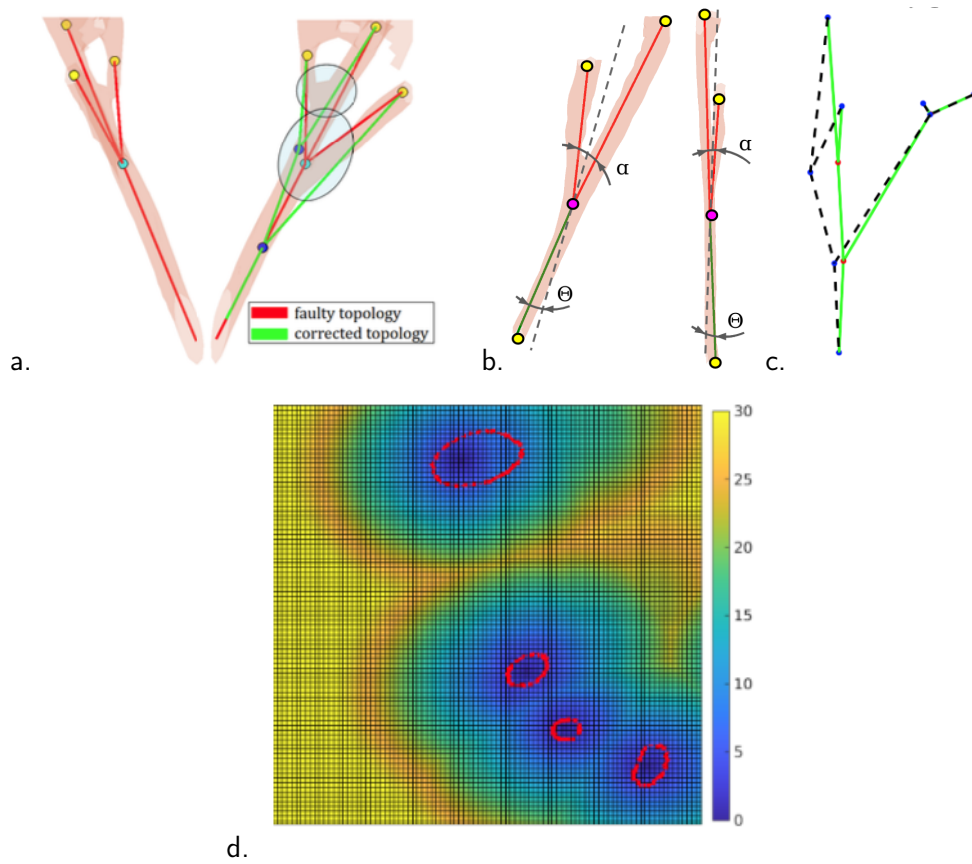 faulty topology
corrected topology
a.
α
Θ
b.
α
Θ
c.
30
25
20
15
10
5
0
d.